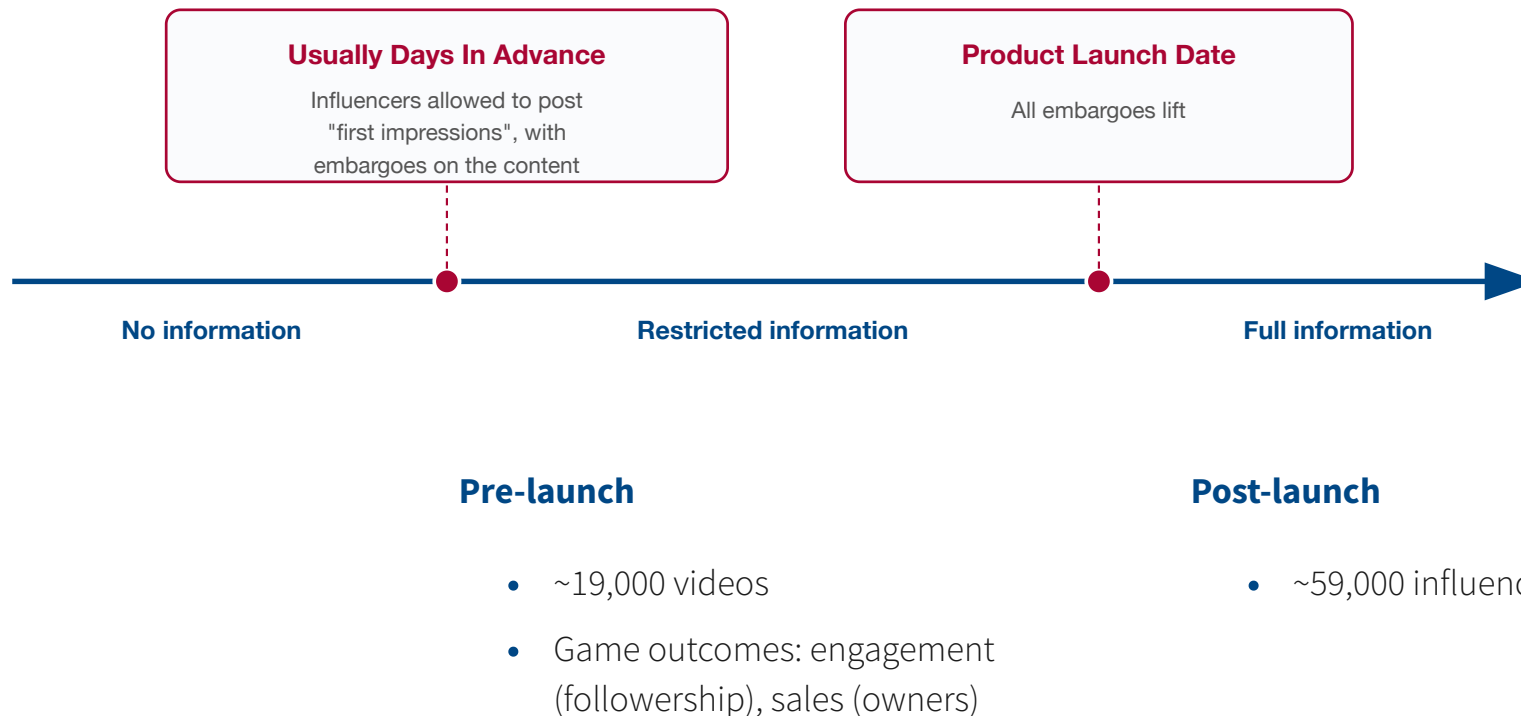 Usually Days In Advance
Influencers allowed to post
"first impressions", with
embargoes on the content
Product Launch Date
All embargoes lift
No information
Restricted information
Full information
Pre-launch
• ~19,000 videos
• Game outcomes: engagement
(followership), sales (owners)
Post-launch
• ~59,000